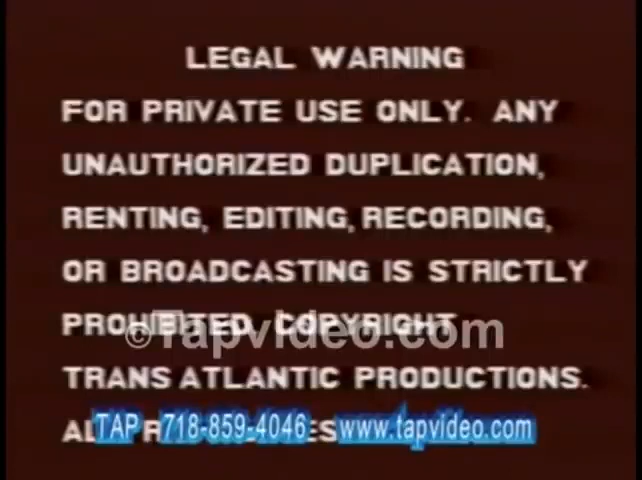 LEGAL WARNING
FOR PRIVATE USE ONLY. ANY
UNAUTHORIZED DUPLICATION,
RENTING, EDITING, RECORDING,
OR BROADCASTING IS STRICTLY
PROHIBITED COPYRIGHT
©Tapvideo.com
TRANS ATLANTIC PRODUCTIONS.
TAP 718-859-4046 www.tapvideo.com